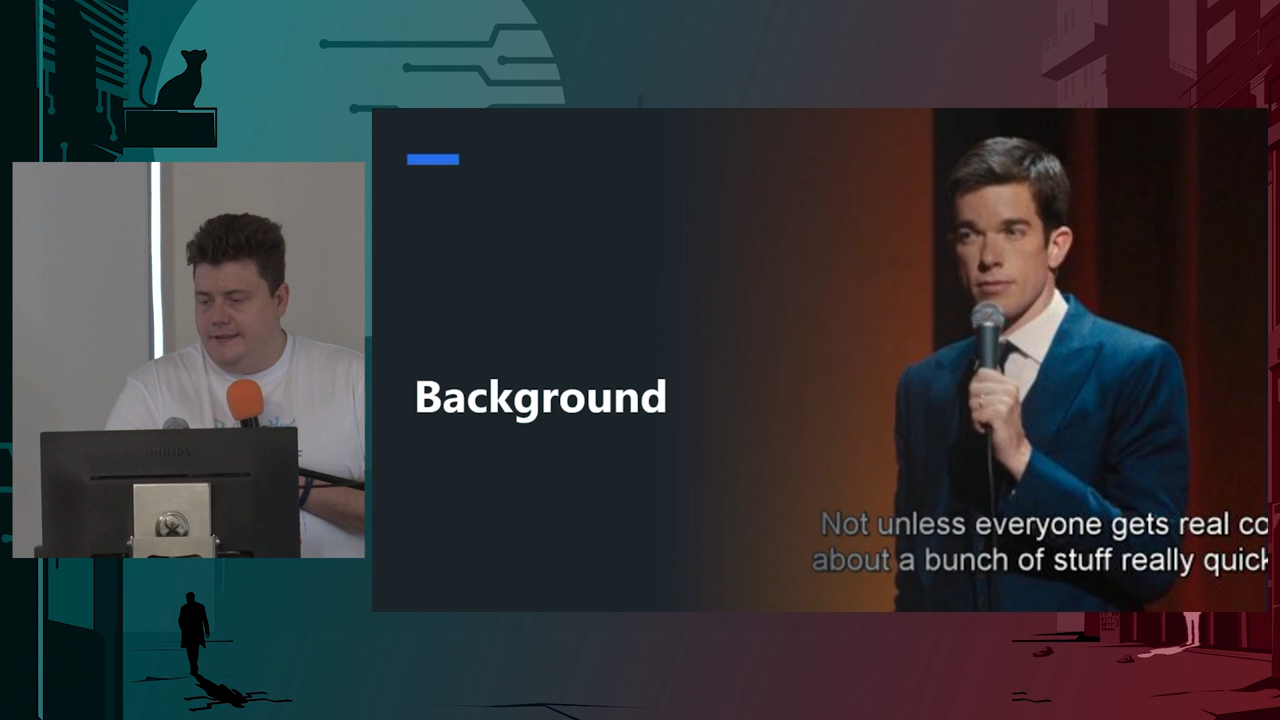 PHILIPS
Background
Not unless everyone gets real co
about a bunch of stuff really quick